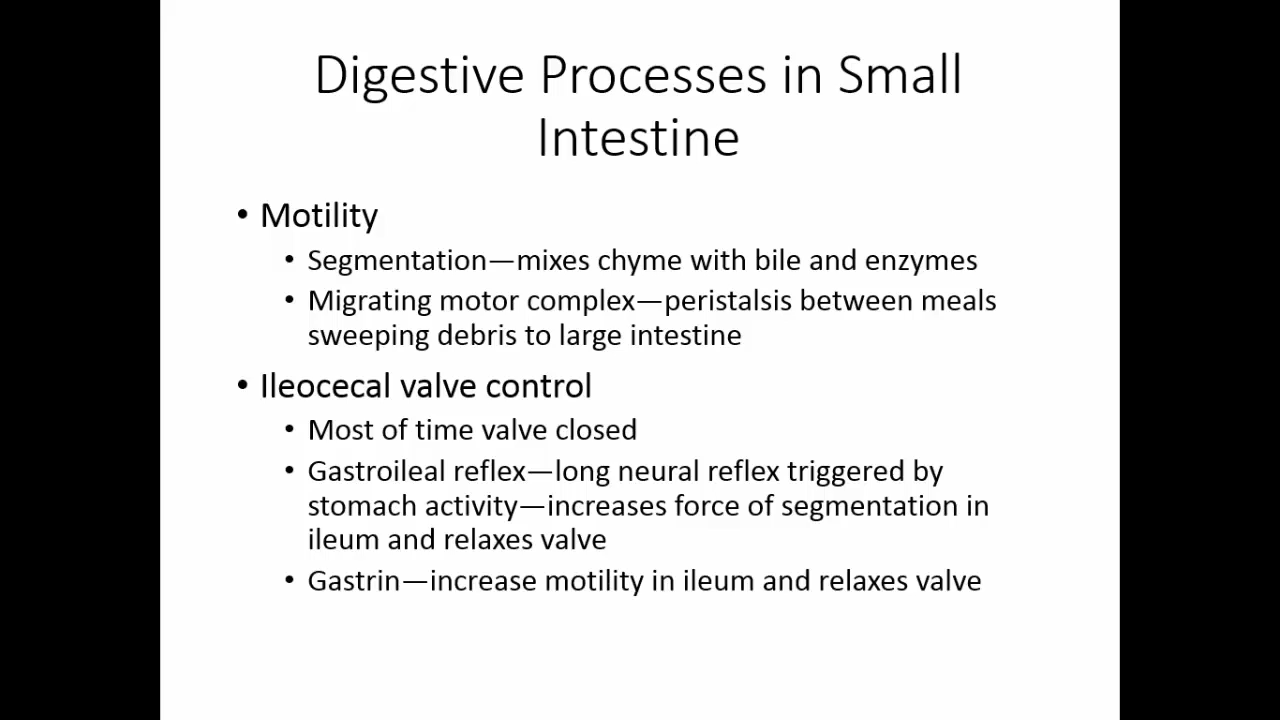 Digestive Processes in Small
Intestine
• Motility
• Segmentation—mixes chyme with bile and enzymes
• Migrating motor complex—peristalsis between meals
sweeping debris to large intestine
• Ileocecal valve control
• Most of time valve closed
• Gastroileal reflex—long neural reflex triggered by
stomach activity—increases force of segmentation in
ileum and relaxes valve
• Gastrin—increase motility in ileum and relaxes valve